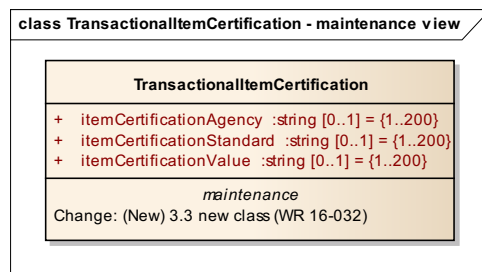 class TransactionalItemCertification - maintenance view
TransactionalItemCertification
+ itemCertificationAgency :string [0..1] = {1..200}
+ itemCertificationStandard :string [0..1] = {1..200}
+ itemCertificationValue :string [0..1] = {1..200}
maintenance
Change: (New) 3.3 new class (WR 16-032)